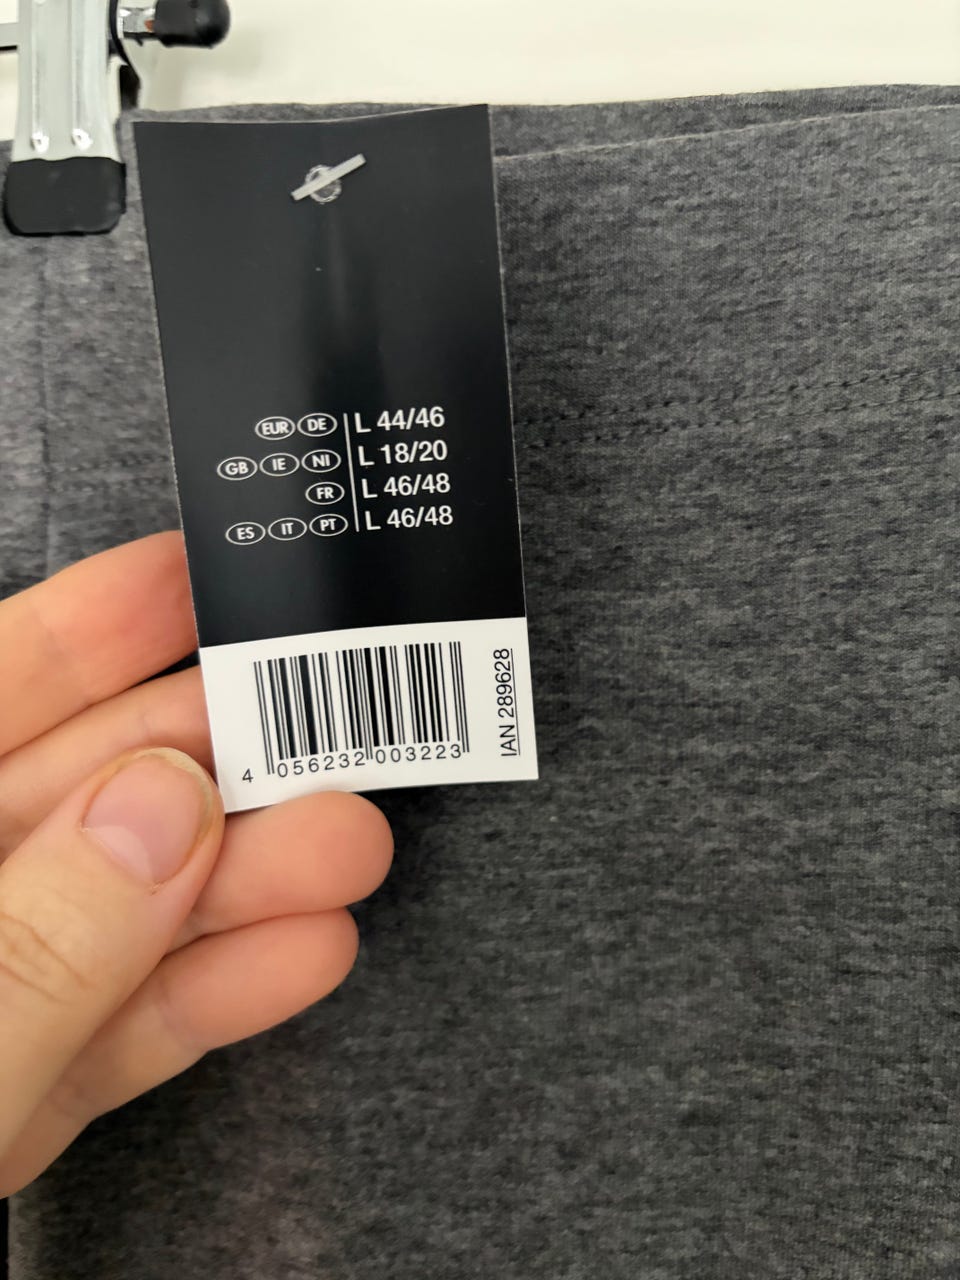 EUR DE L 44/46
GB IE NI L 18/20
FR L 46/48
ES IT PT L 46/48
4 056232 003223
IAN 289628